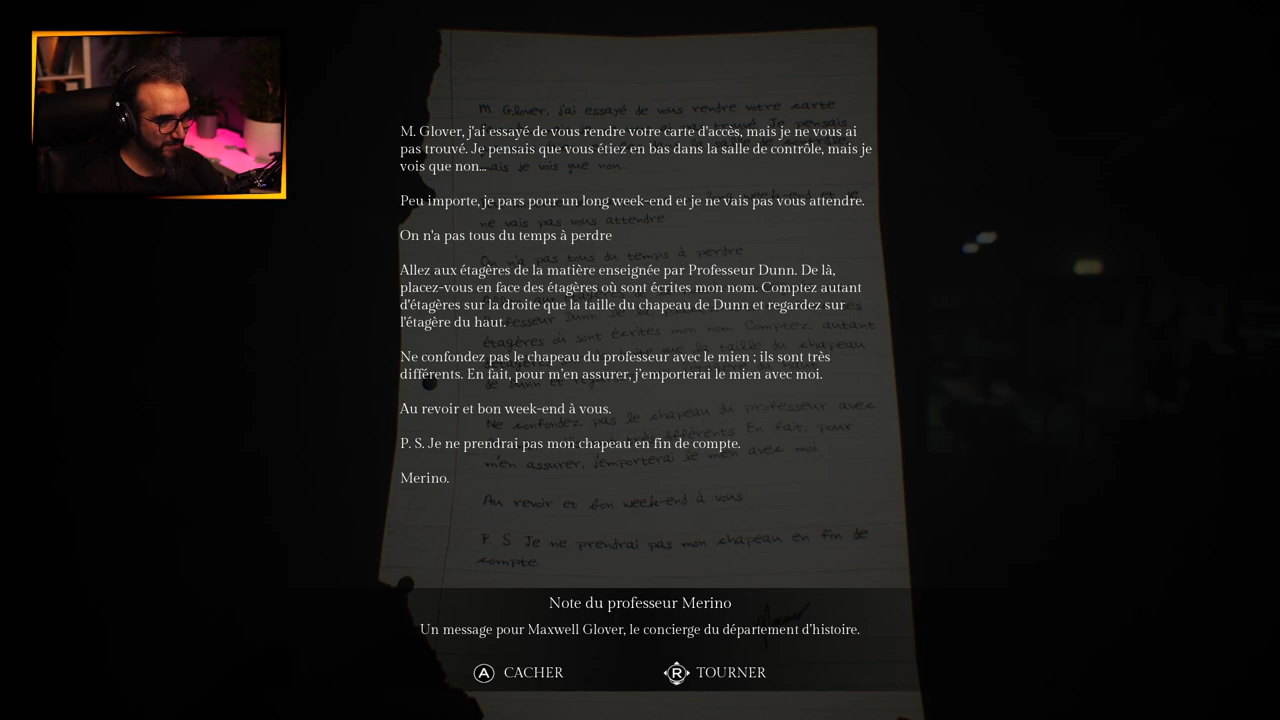 M. Glover, j'ai essayé de vous rendre votre carte d'accès, mais je ne vous ai
pas trouvé. Je pensais que vous étiez en bas dans la salle de contrôle, mais je
vois que non...
Peu importe, je pars pour un long week-end et je ne vais pas vous attendre.
On n'a pas tous du temps à perdre
Allez aux étagères de la matière enseignée par Professeur Dunn. De là,
placez-vous en face des étagères où sont écrites mon nom. Comptez autant
d'étagères sur la droite que la taille du chapeau de Dunn et regardez sur
l'étagère du haut.
Ne confondez pas le chapeau du professeur avec le mien ; ils sont très
différents. En fait, pour m'en assurer, j'emporterai le mien avec moi.
Au revoir et bon week-end à vous.
P. S. Je ne prendrai pas mon chapeau en fin de compte.
Merino.
Note du professeur Merino
Un message pour Maxwell Glover, le concierge du département d'histoire.
A CACHER
R TOURNER